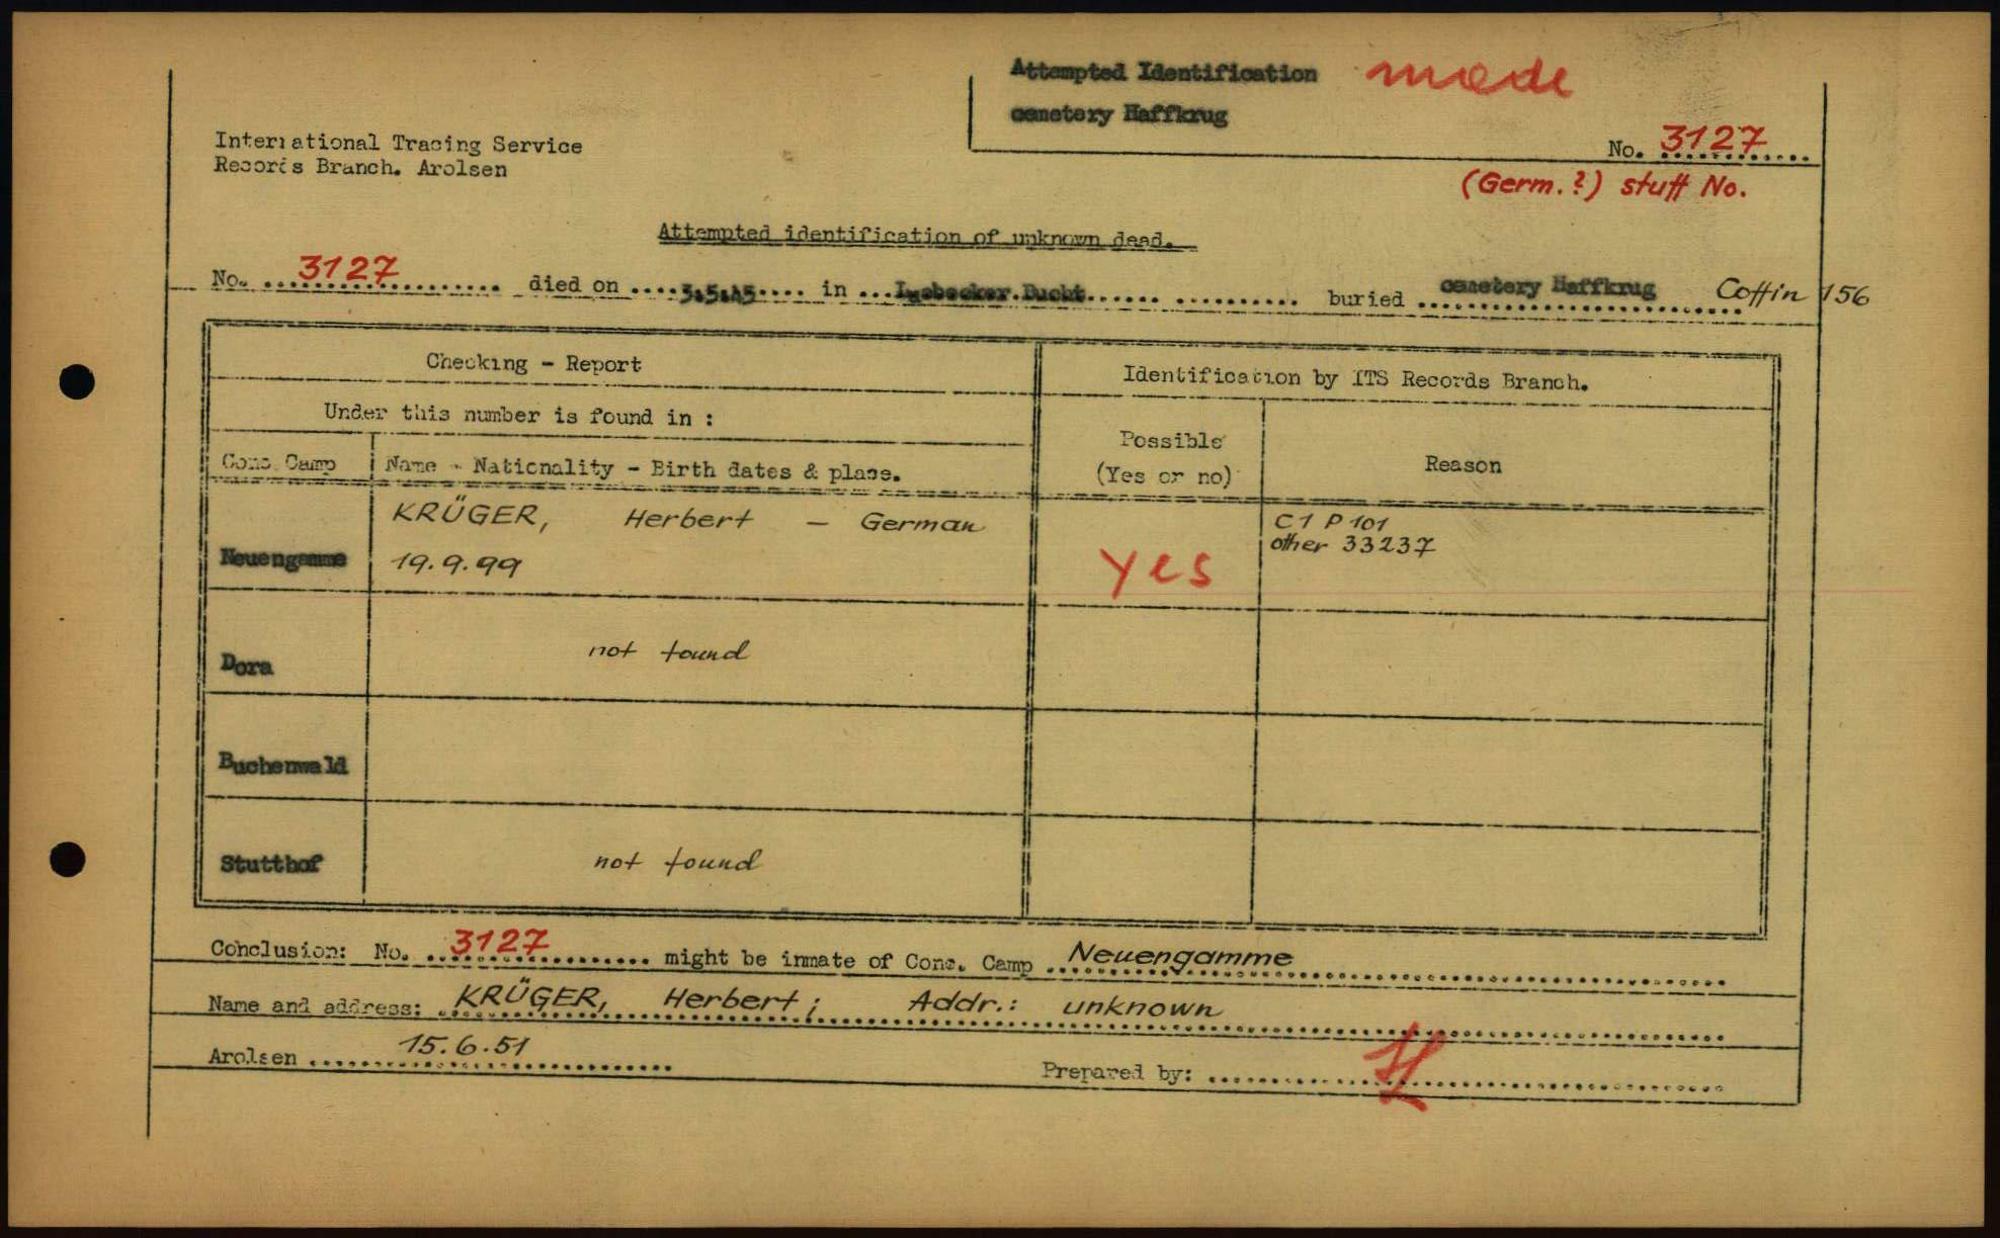 Attempted Identification made
cemetery Haffkrug
International Tracing Service
Records Branch. Arolsen
No. 3127
(Germ.?) stuff No.
Attempted identification of unknown dead.
No. 3127 died on 3.5.45 in Luebecker Bucht buried cemetery Haffkrug Coffin 156
Checking - Report
Identification by ITS Records Branch.
Under this number is found in :
Conc. Camp
Name - Nationality - Birth dates & place.
Possible
(Yes or no)
Reason
Neuengamme
KRÜGER, Herbert - German
19.9.99
Yes
C1 P 101
other 33237
Dora
not found
Buchenwald
Stutthof
not found
Conclusion: No. 3127 might be inmate of Conc. Camp Neuengamme
Name and address: KRÜGER, Herbert; Addr.: unknown
Arolsen 15.6.51
Prepared by: